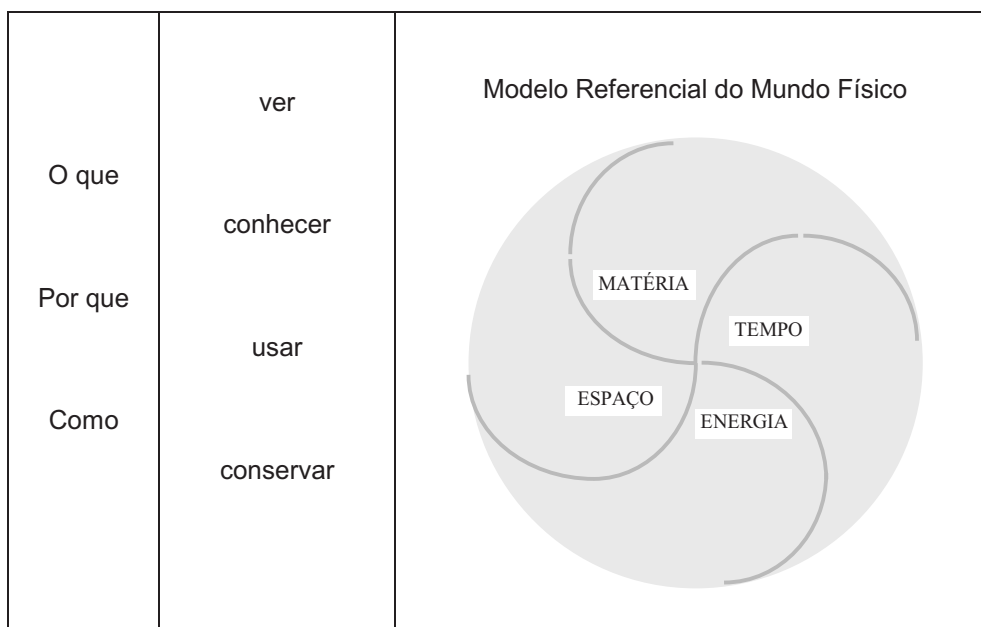 O que
Por que
Como
ver
conhecer
usar
conservar
Modelo Referencial do Mundo Físico
MATÉRIA
TEMPO
ESPAÇO
ENERGIA